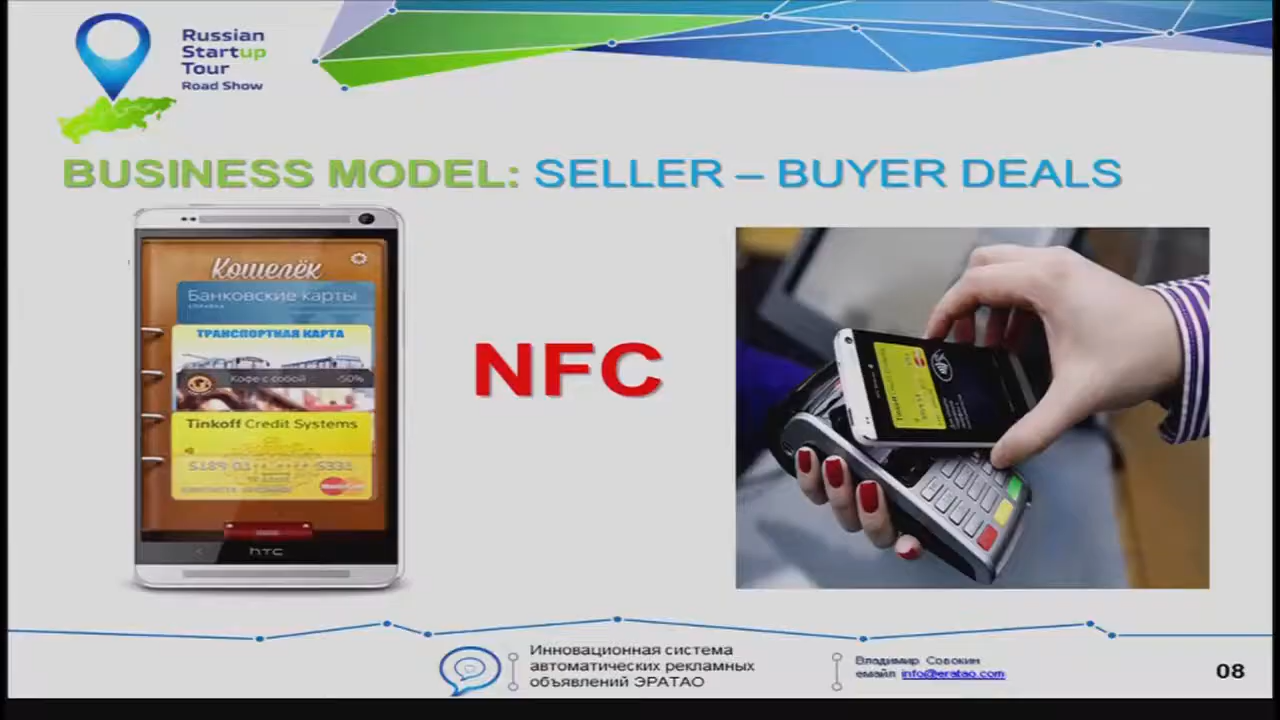 Russian
Startup
Tour
Road Show
BUSINESS MODEL: SELLER – BUYER DEALS
Кошелёк
Банковские карты
ТРАНСПОРТНАЯ КАРТА
Кофе с собой -50%
Tinkoff Credit Systems
MasterCard
hTC
NFC
Инновационная система
автоматических рекламных
объявлений ЭРАТАО
Владимир Совокин
емайл info@eratao.com
08